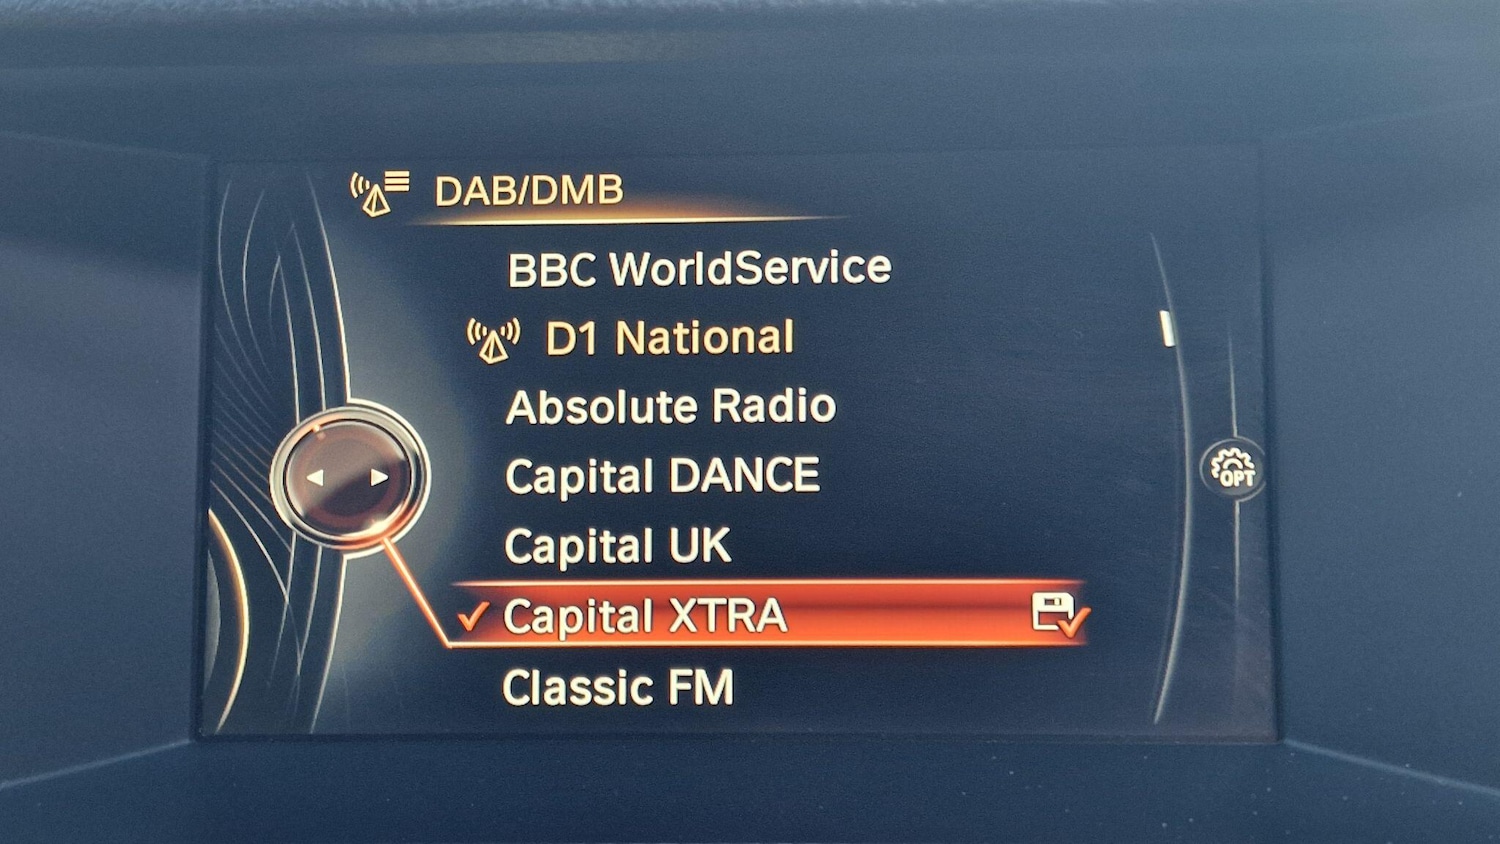 DAB/DMB
BBC WorldService
D1 National
Absolute Radio
Capital DANCE
Capital UK
OPT
Capital XTRA
Classic FM